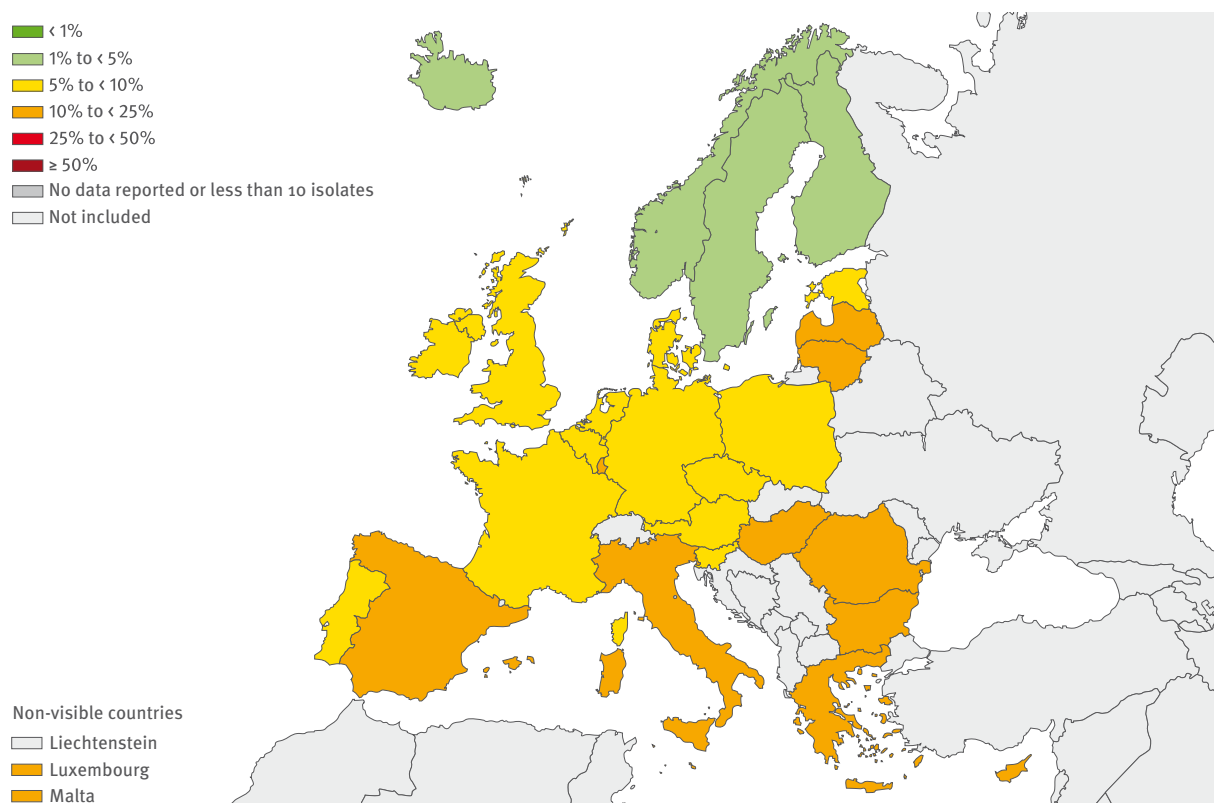 < 1%
1% to < 5%
5% to < 10%
10% to < 25%
25% to < 50%
≥ 50%
No data reported or less than 10 isolates
Not included
Non-visible countries
Liechtenstein
Luxembourg
Malta